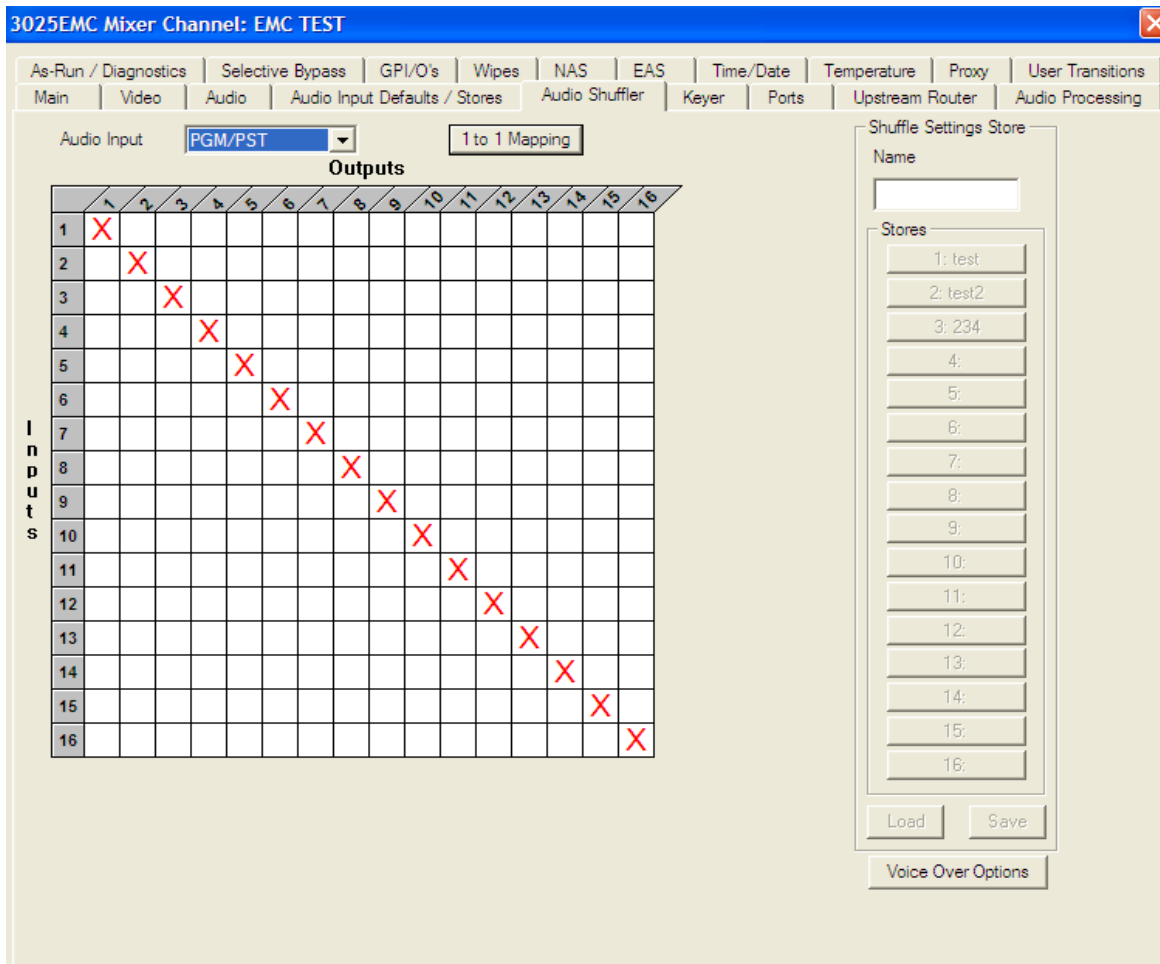 3025EMC Mixer Channel: EMC TEST
As-Run / Diagnostics Selective Bypass GPI/O's Wipes NAS EAS Time/Date Temperature Proxy User Transitions
Main Video Audio Audio Input Defaults / Stores Audio Shuffler Keyer Ports Upstream Router Audio Processing
Audio Input PGM/PST 1 to 1 Mapping
Outputs
1 2 3 4 5 6 7 8 9 10 11 12 13 14 15 16
Inputs
1 X
2 X
3 X
4 X
5 X
6 X
7 X
8 X
9 X
10 X
11 X
12 X
13 X
14 X
15 X
16 X
Shuffle Settings Store
Name
Stores
1: test
2: test2
3: 234
4:
5:
6:
7:
8:
9:
10:
11:
12:
13:
14:
15:
16:
Load Save
Voice Over Options